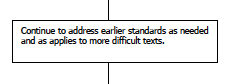 Continue to address earlier standards as needed
and as applies to more difficult texts.